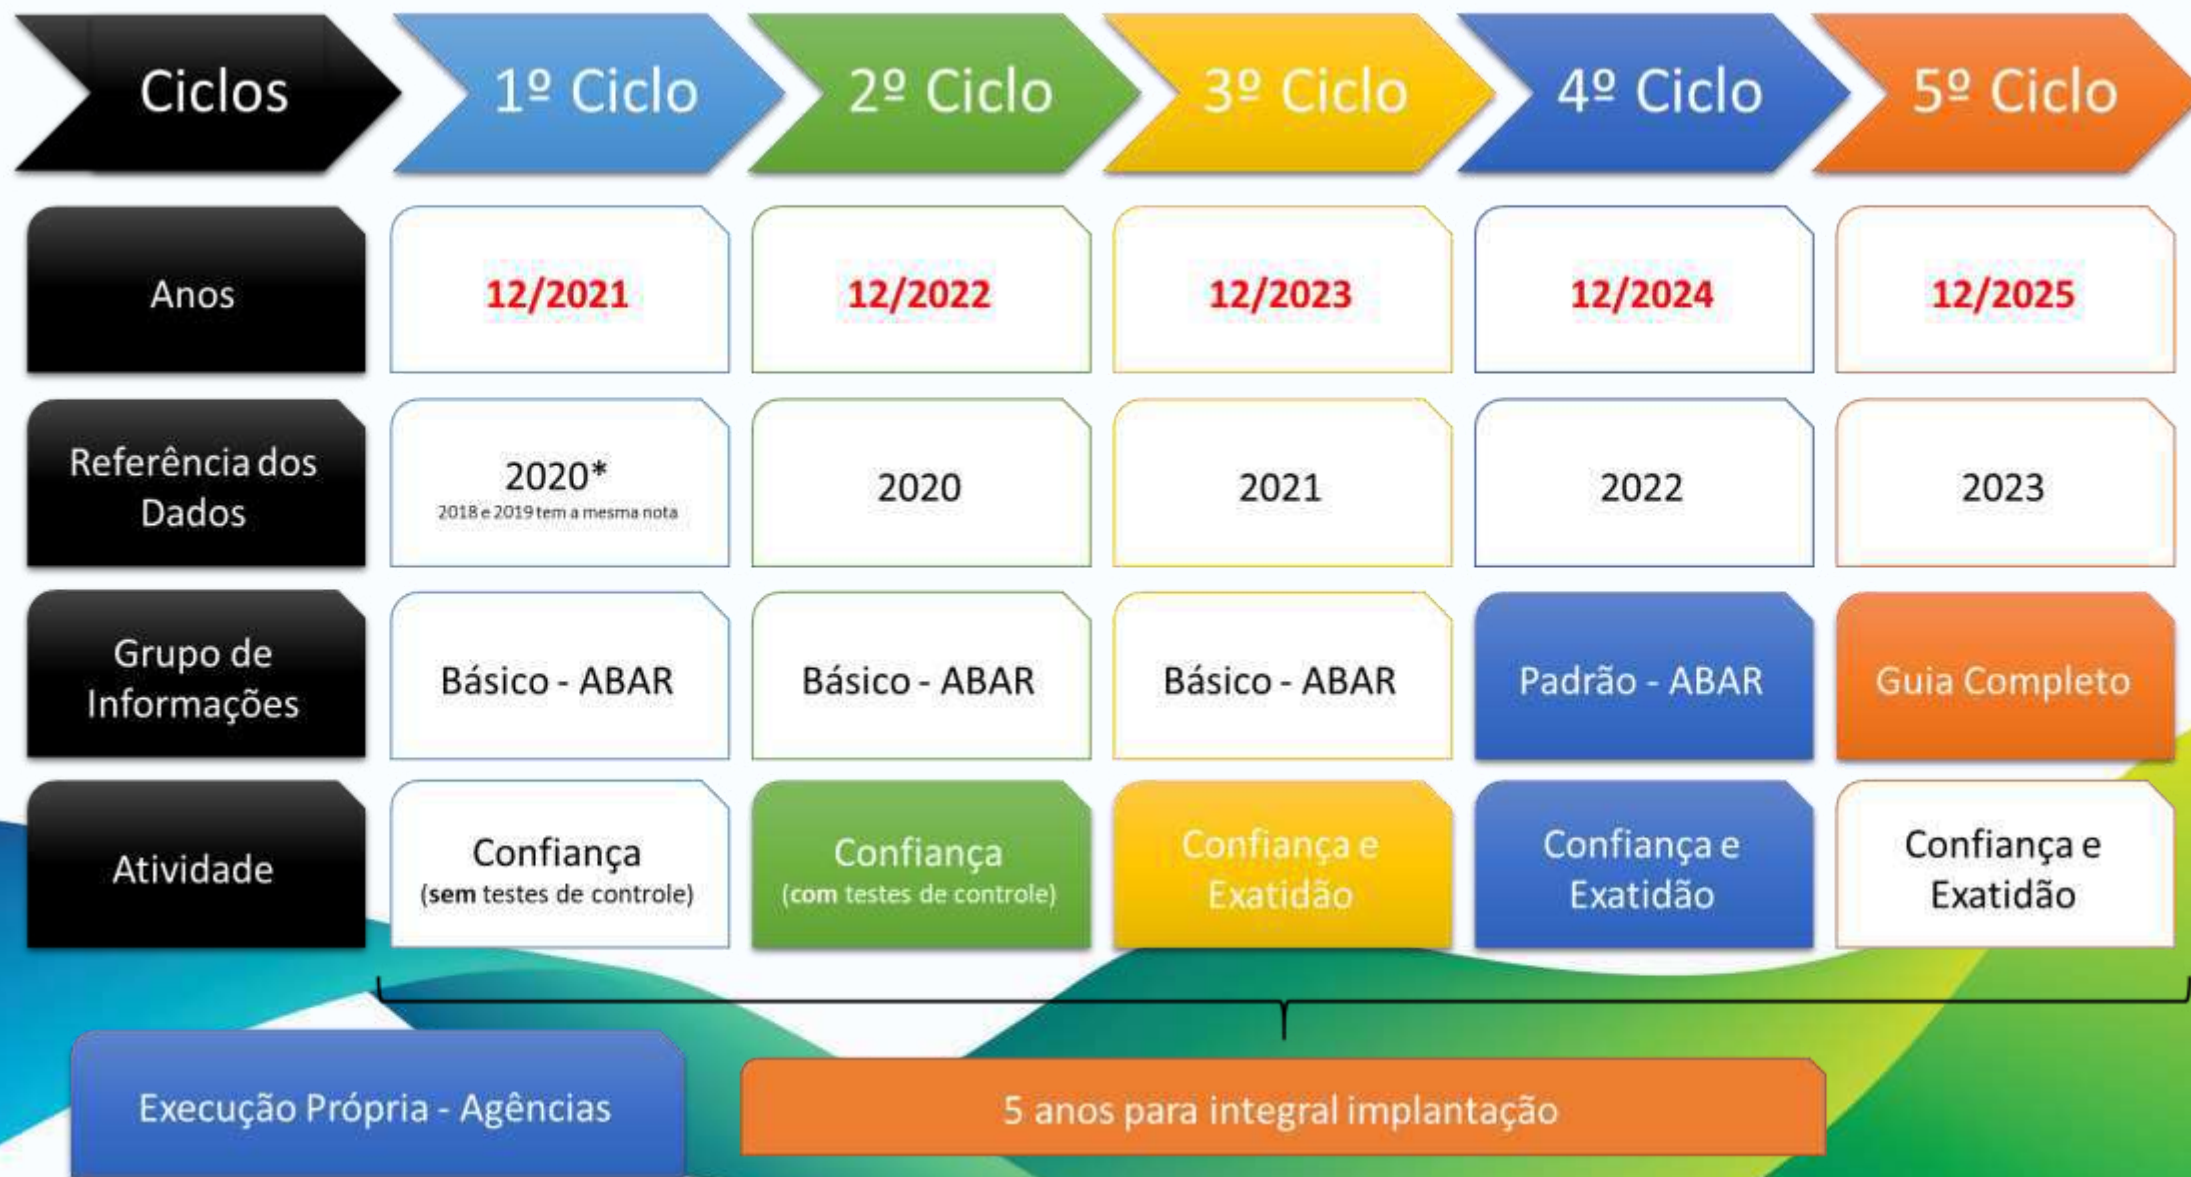 Ciclos
1º Ciclo
2º Ciclo
3º Ciclo
4º Ciclo
5º Ciclo
Anos
12/2021
12/2022
12/2023
12/2024
12/2025
Referência dos
Dados
2020*
2018 e 2019 tem a mesma nota
2020
2021
2022
2023
Grupo de
Informações
Básico - ABAR
Básico - ABAR
Básico - ABAR
Padrão - ABAR
Guia Completo
Atividade
Confiança
(sem testes de controle)
Confiança
(com testes de controle)
Confiança e
Exatidão
Confiança e
Exatidão
Confiança e
Exatidão
Execução Própria - Agências
5 anos para integral implantação